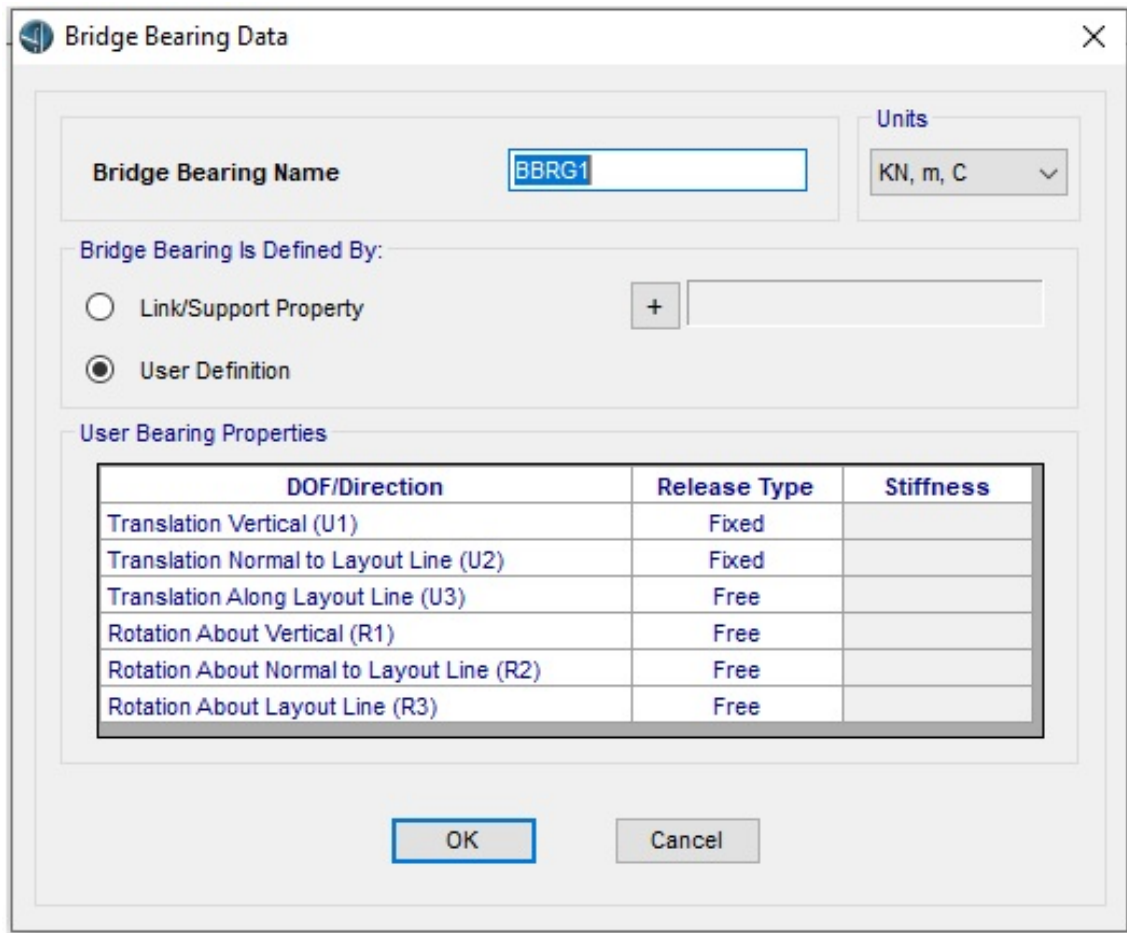 Bridge Bearing Data
Units
Bridge Bearing Name BBRG1 KN, m, C
Bridge Bearing Is Defined By:
Link/Support Property +
User Definition
User Bearing Properties
DOF/Direction Release Type Stiffness
Translation Vertical (U1) Fixed
Translation Normal to Layout Line (U2) Fixed
Translation Along Layout Line (U3) Free
Rotation About Vertical (R1) Free
Rotation About Normal to Layout Line (R2) Free
Rotation About Layout Line (R3) Free
OK Cancel